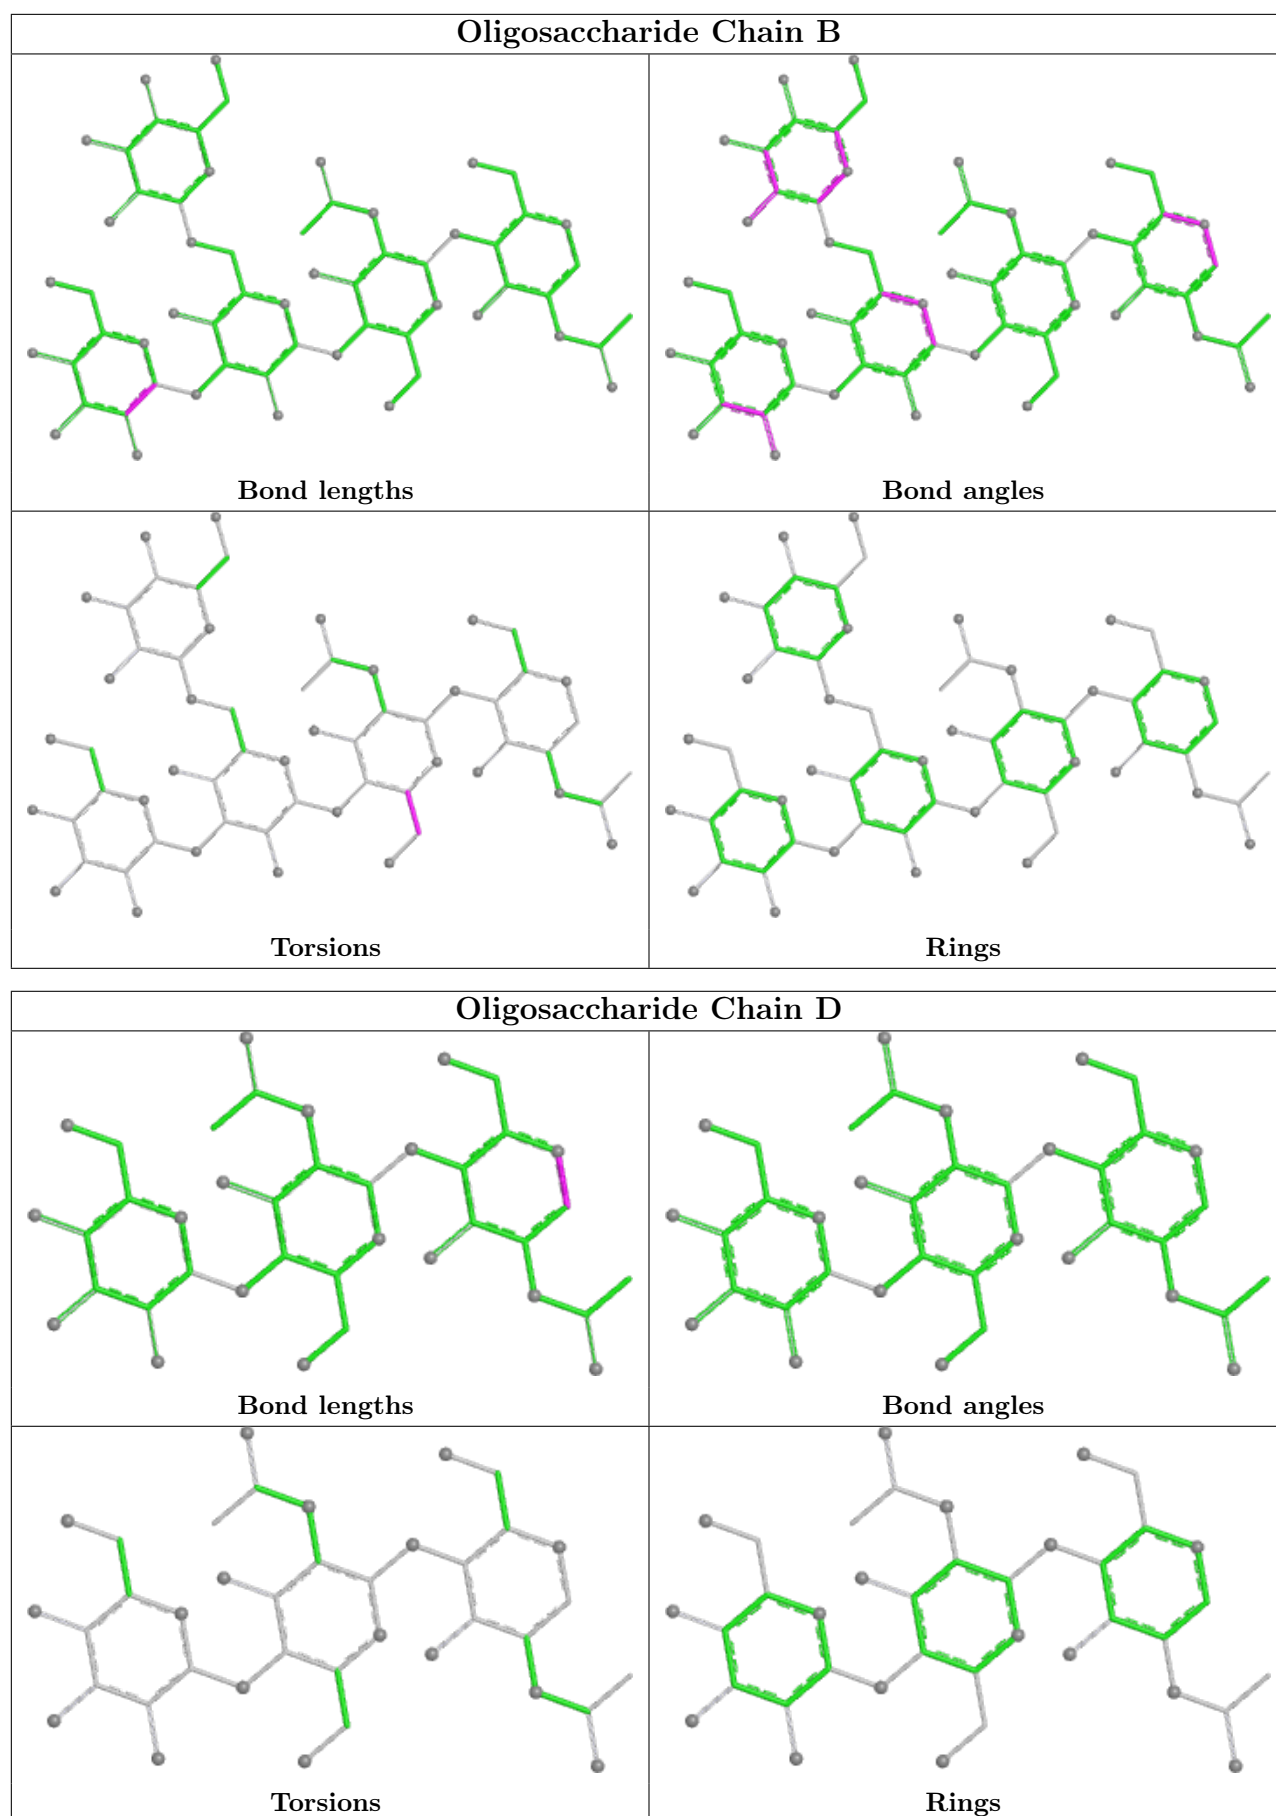 Oligosaccharide Chain B
Bond lengths
Bond angles
Torsions
Rings
Oligosaccharide Chain D
Bond lengths
Bond angles
Torsions
Rings